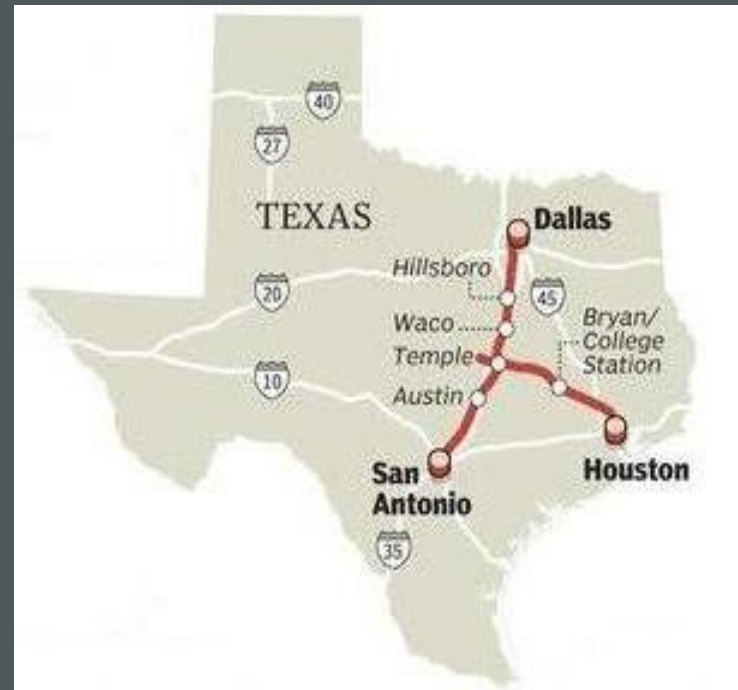 40
27
TEXAS
Dallas
Hillsboro
20
45
Waco
Bryan/
College
Station
Temple
10
Austin
San
Antonio
Houston
35